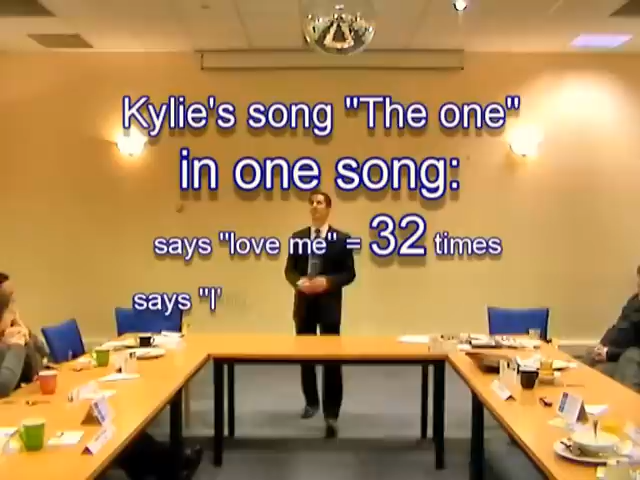 Kylie's song "The one"
in one song:
says "love me" = 32 times
says "I'